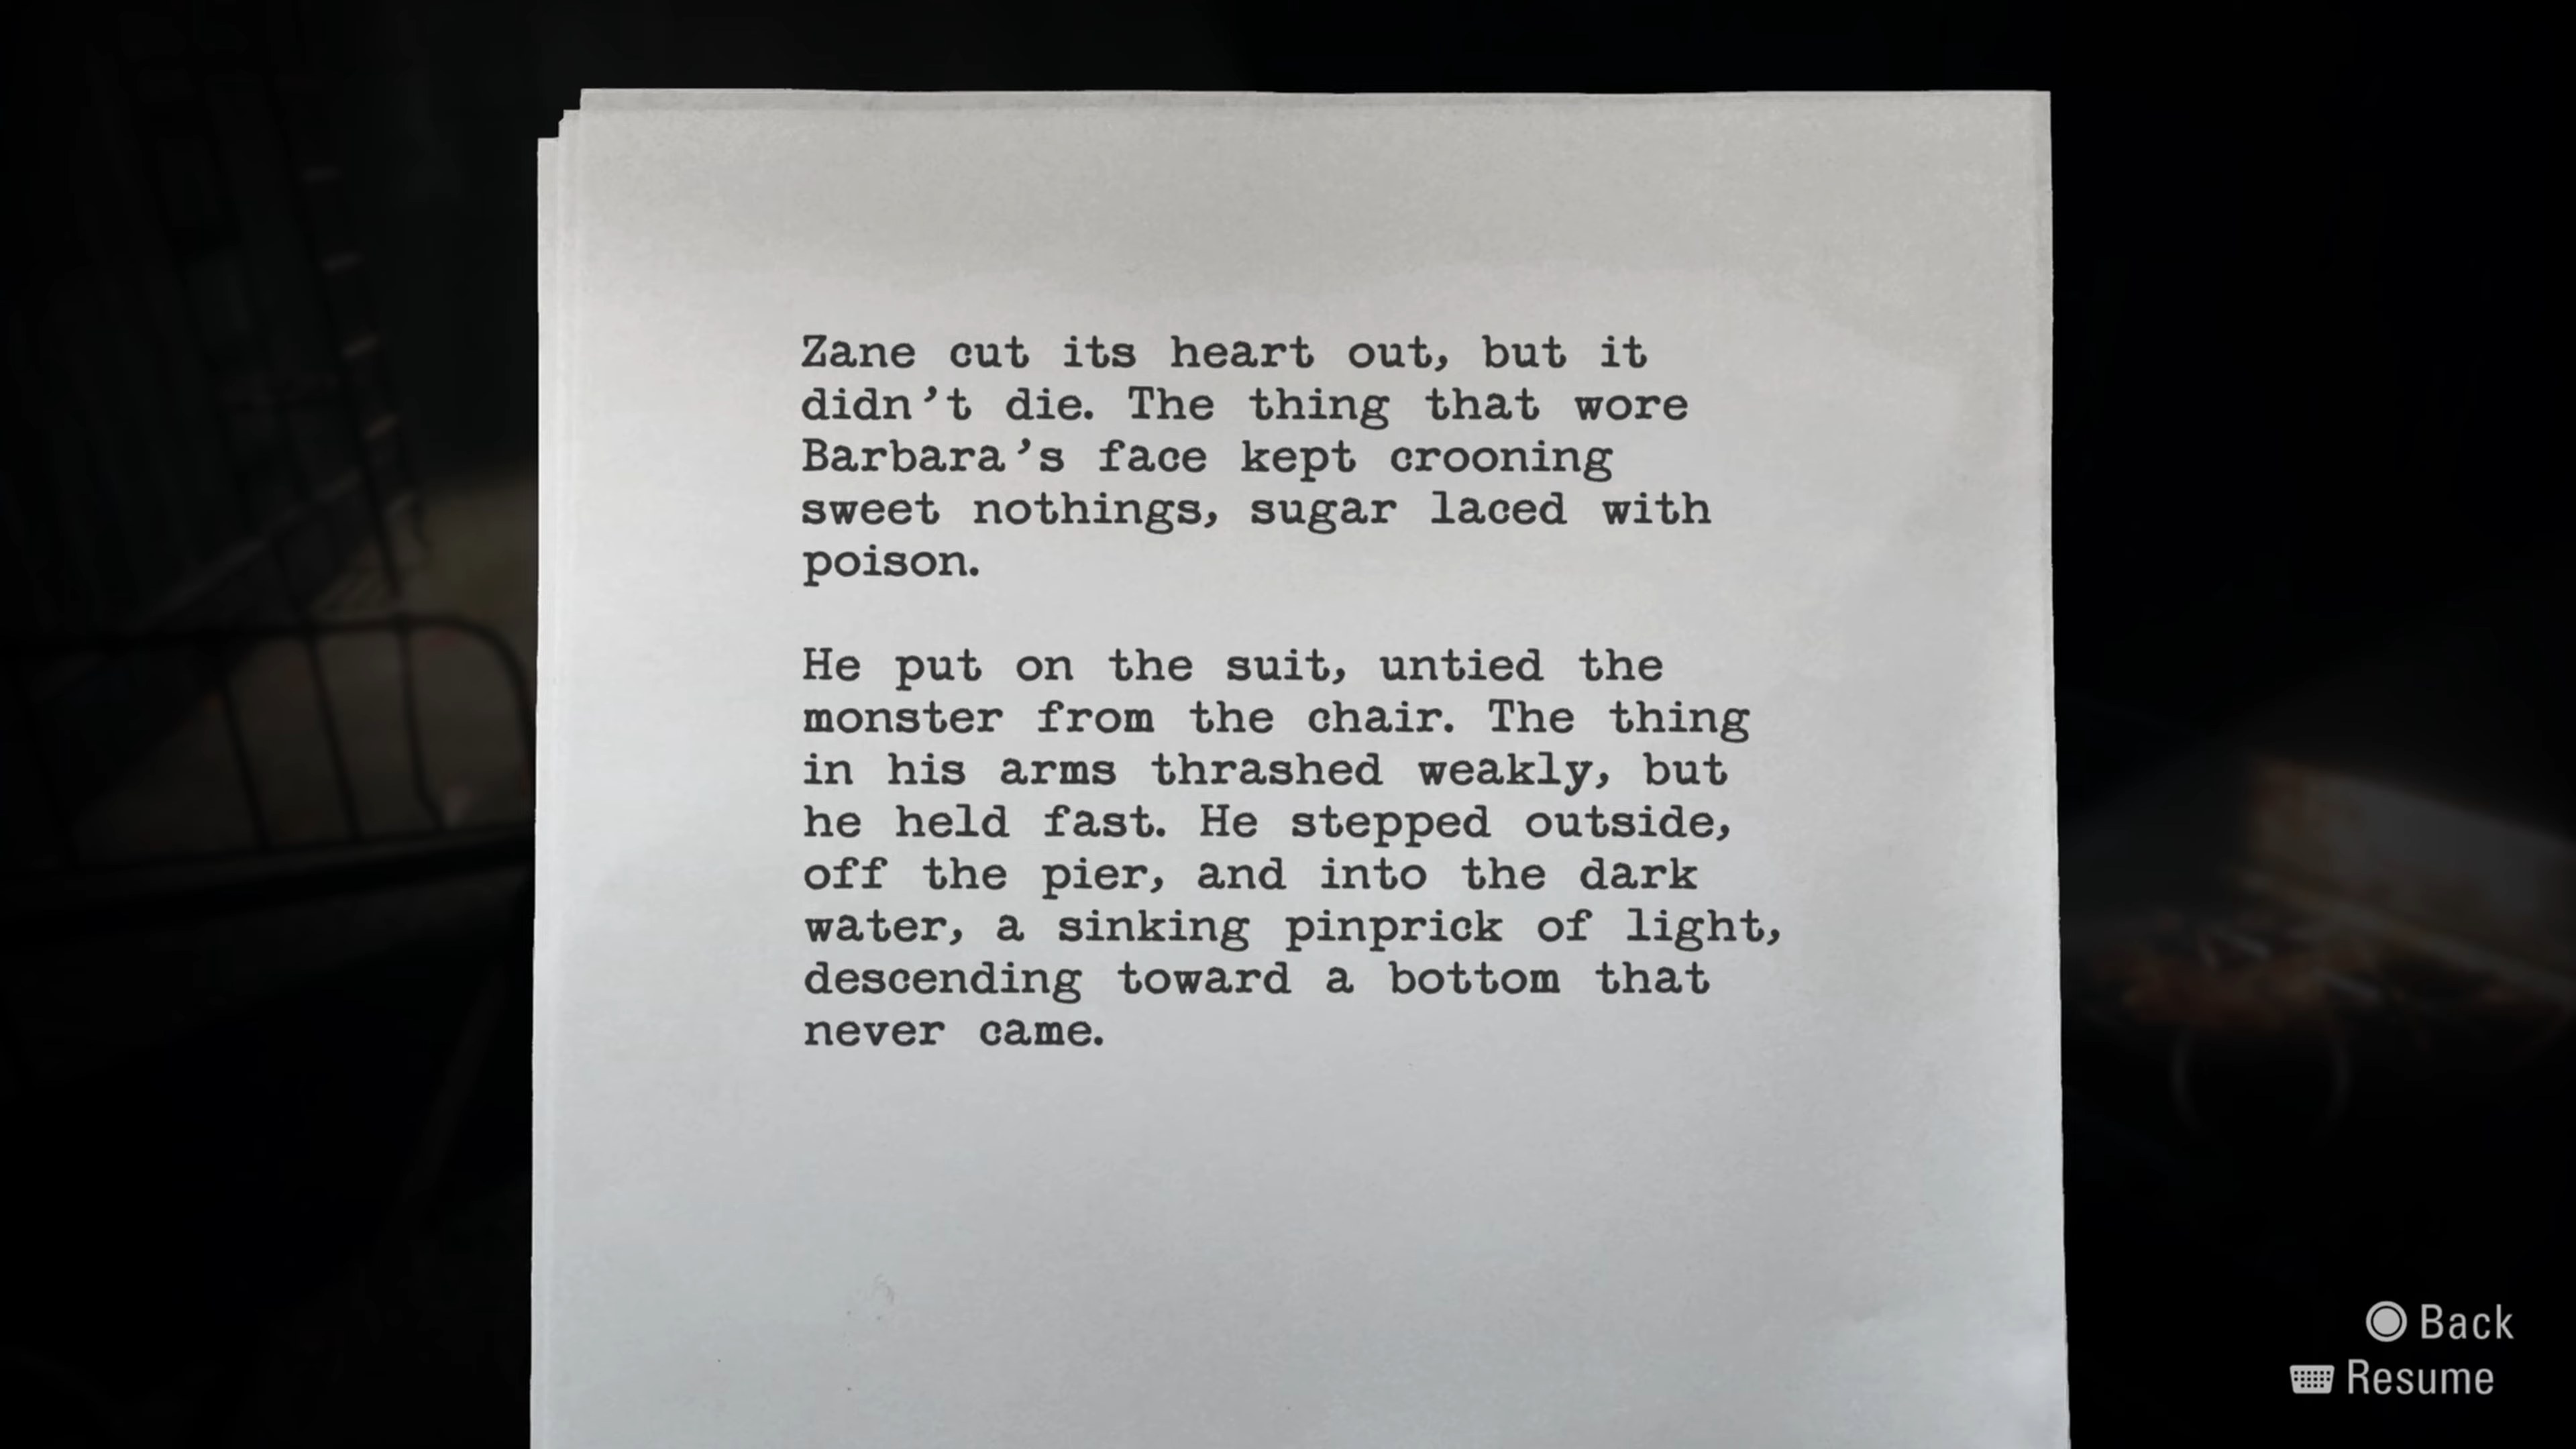 Zane cut its heart out, but it
didn’t die. The thing that wore
Barbara’s face kept crooning
sweet nothings, sugar laced with
poison.
He put on the suit, untied the
monster from the chair. The thing
in his arms thrashed weakly, but
he held fast. He stepped outside,
off the pier, and into the dark
water, a sinking pinprick of light,
descending toward a bottom that
never came.
Back
Resume